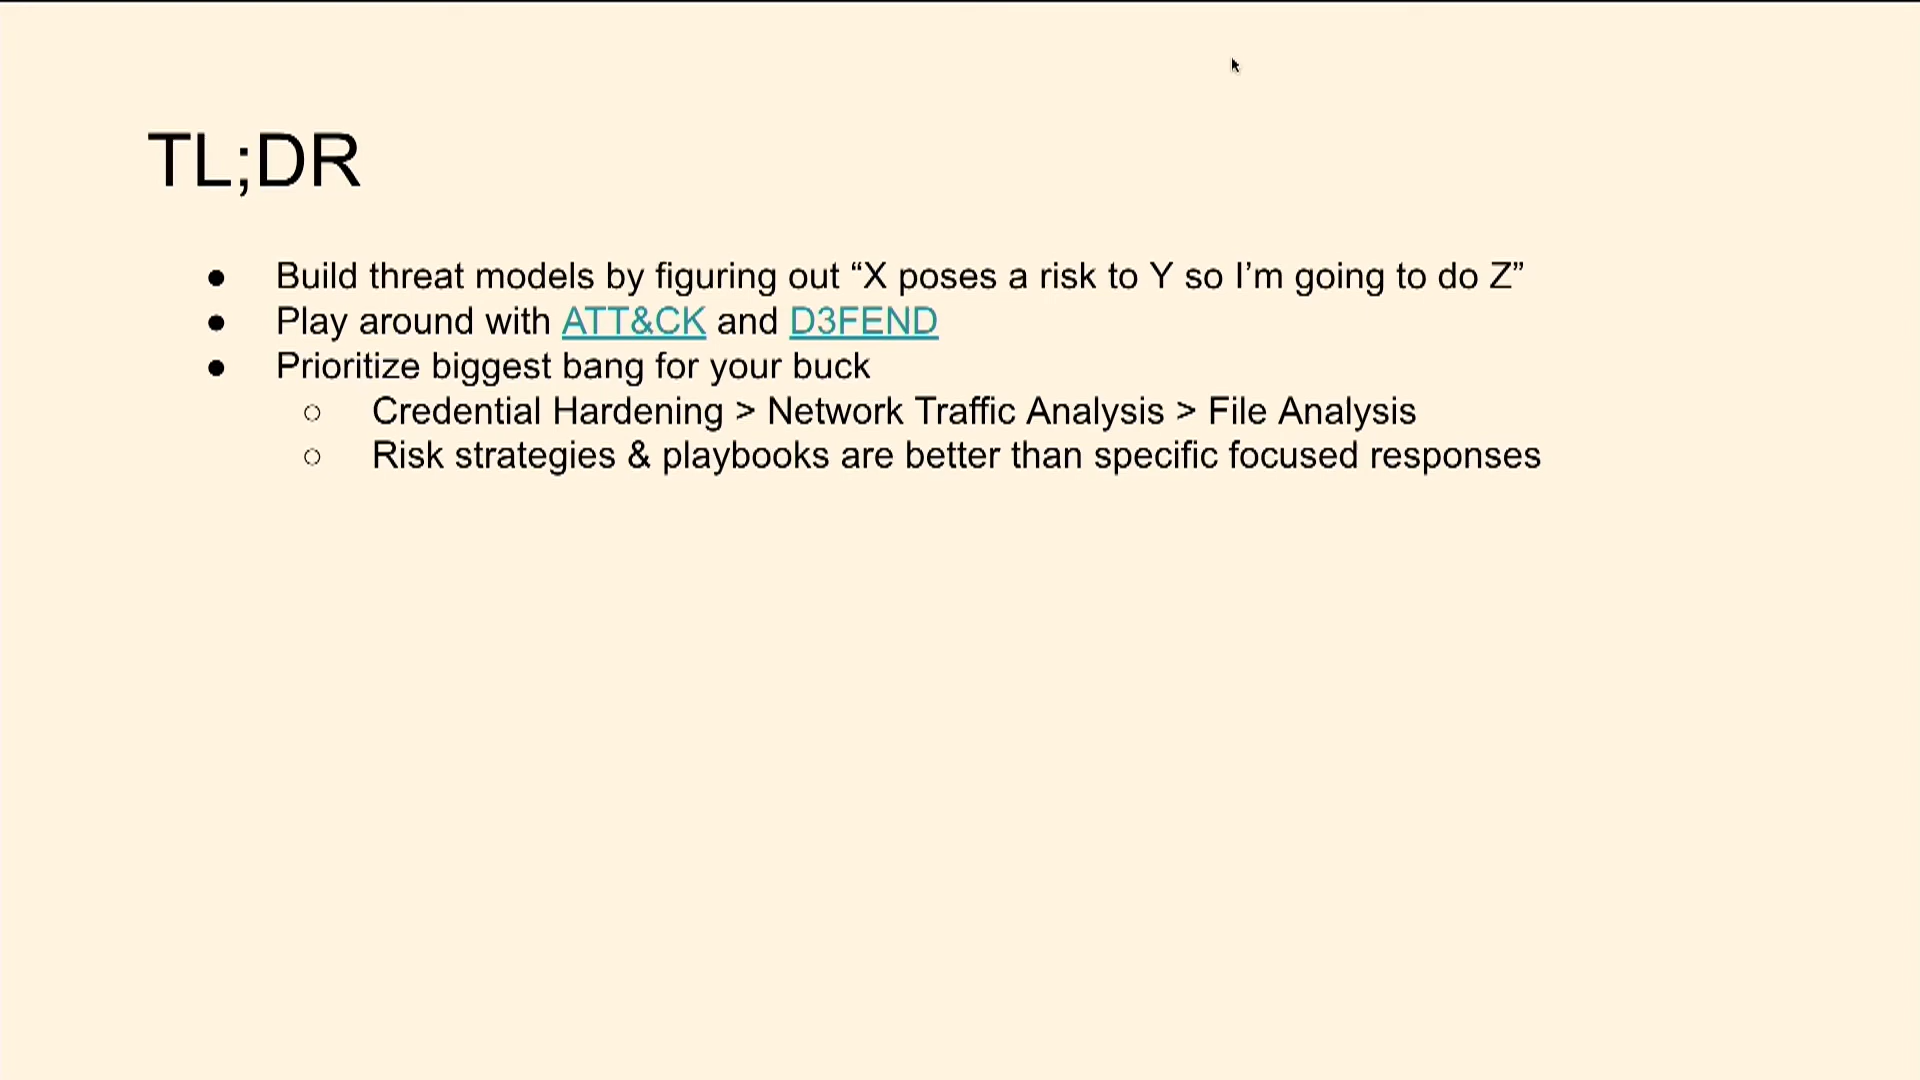 TL;DR
● Build threat models by figuring out “X poses a risk to Y so I’m going to do Z”
● Play around with ATT&CK and D3FEND
● Prioritize biggest bang for your buck
○ Credential Hardening > Network Traffic Analysis > File Analysis
○ Risk strategies & playbooks are better than specific focused responses